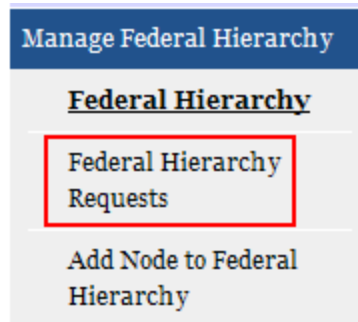 Manage Federal Hierarchy
Federal Hierarchy
Federal Hierarchy
Requests
Add Node to Federal
Hierarchy